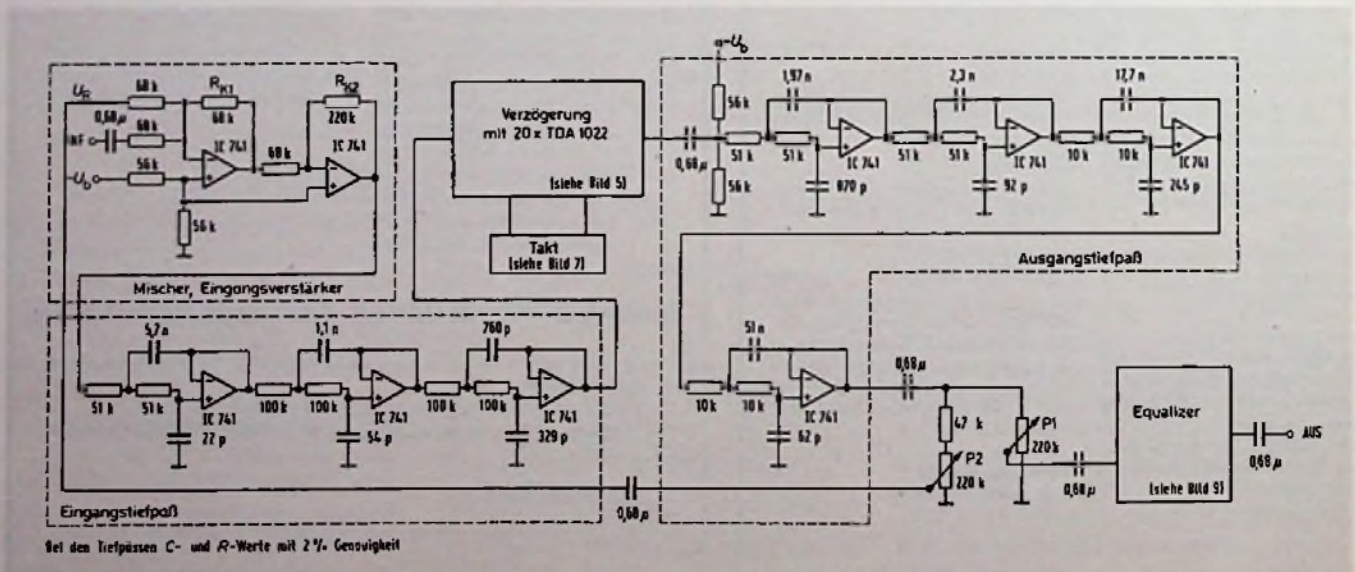 U_R
68 k
R_K1
68 k
R_K2
220 k
0,68 µ
NF
68 k
U_b
56 k
IC 741
68 k
IC 741
56 k
Mischer, Eingangsverstärker
Verzögerung
mit 20 x TDA 1022
(siehe Bild 5)
Takt
(siehe Bild 7)
-U_b
56 k
0,68 µ
56 k
1,97 n
51 k
51 k
IC 741
870 p
2,3 n
51 k
51 k
IC 741
92 p
17,7 n
10 k
10 k
IC 741
245 p
Ausgangstiefpaß
5,7 n
51 k
51 k
IC 741
22 p
1,1 n
100 k
100 k
IC 741
54 p
760 p
100 k
100 k
IC 741
329 p
Eingangstiefpaß
0,68 µ
51 n
10 k
10 k
IC 741
62 p
0,68 µ
47 k
P2
220 k
P1
220 k
0,68 µ
Equalizer
(siehe Bild 9)
0,68 µ
AUS
Bei den Tiefpässen C- und R-Werte mit 2 % Genauigkeit